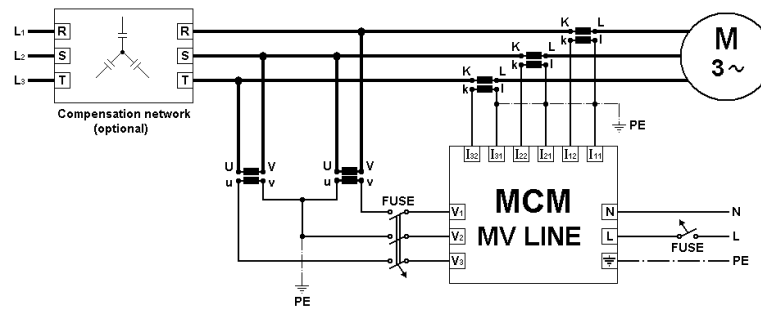 K L
L1 R R k l M
K L
L2 S S k l 3~
K L
L3 T T k l
Compensation network
(optional)
PE
I32 I31 I22 I21 I12 I11
U V U V
u v u v
FUSE
MCM
V1 N N
MV LINE
V2 L L
FUSE
V3 PE
PE